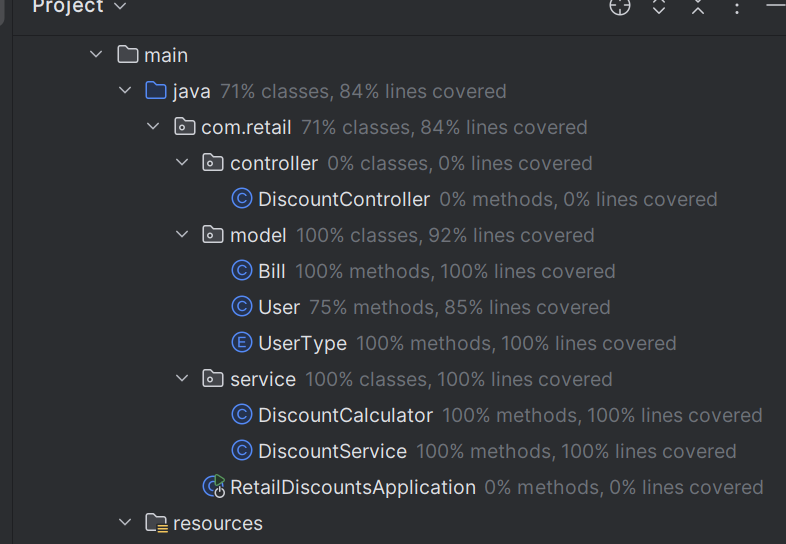 Project
main
java 71% classes, 84% lines covered
com.retail 71% classes, 84% lines covered
controller 0% classes, 0% lines covered
DiscountController 0% methods, 0% lines covered
model 100% classes, 92% lines covered
Bill 100% methods, 100% lines covered
User 75% methods, 85% lines covered
UserType 100% methods, 100% lines covered
service 100% classes, 100% lines covered
DiscountCalculator 100% methods, 100% lines covered
DiscountService 100% methods, 100% lines covered
RetailDiscountsApplication 0% methods, 0% lines covered
resources